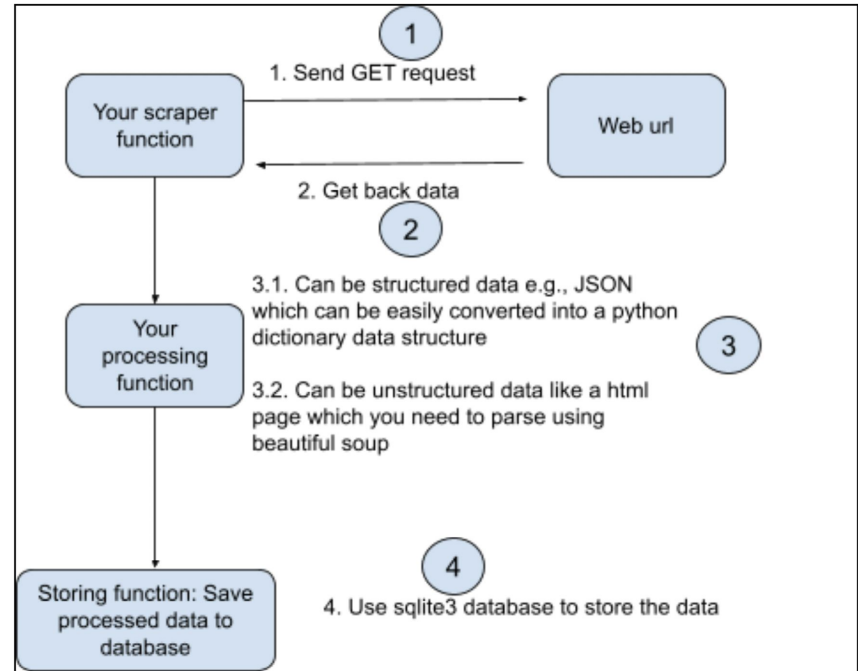 1
1. Send GET request
Your scraper
function
Web url
2. Get back data
2
3.1. Can be structured data e.g., JSON
which can be easily converted into a python
dictionary data structure
Your
processing
function
3
3.2. Can be unstructured data like a html
page which you need to parse using
beautiful soup
4
Storing function: Save
processed data to
database
4. Use sqlite3 database to store the data